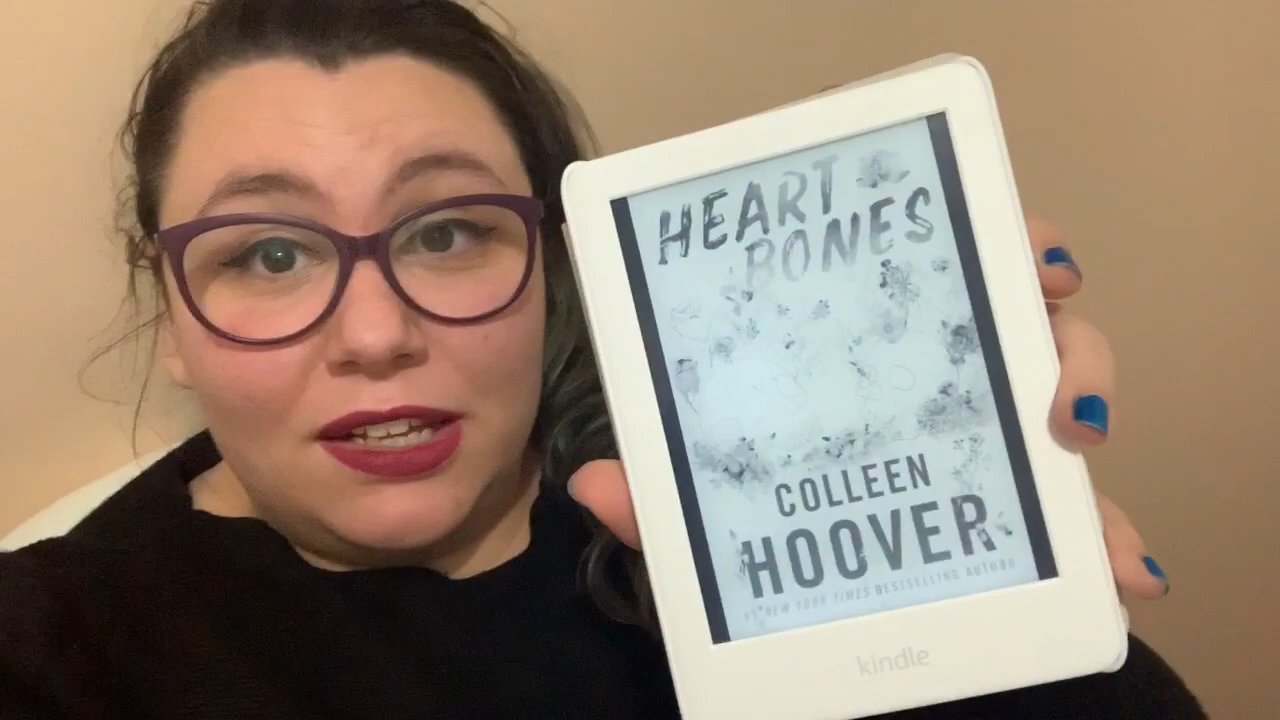 HEART
BONES
COLLEEN
HOOVER
#1 NEW YORK TIMES BESTSELLING AUTHOR
kindle